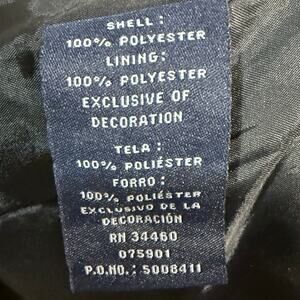 SHELL:
100% POLYESTER
LINING:
100% POLYESTER
EXCLUSIVE OF
DECORATION
TELA:
100% POLIÉSTER
FORRO:
100% POLIÉSTER
EXCLUSIVO DE LA
DECORACIÓN
RN 34460
075901
P.O.NO.: 5008411